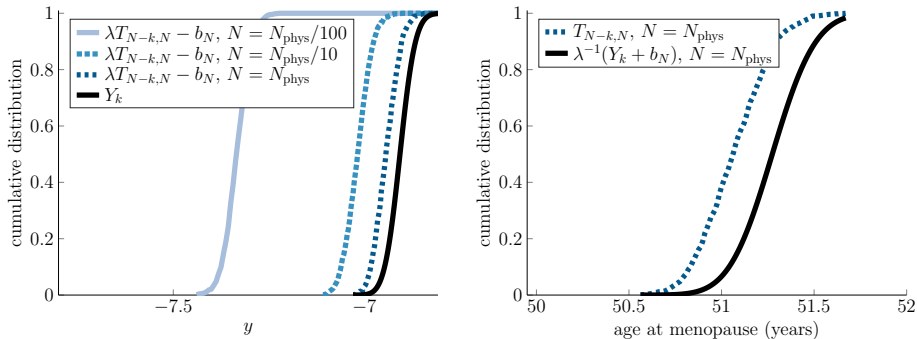 1
0.8
0.6
0.4
0.2
0
cumulative distribution
λT_{N−k,N} − b_N, N = N_phys/100
λT_{N−k,N} − b_N, N = N_phys/10
λT_{N−k,N} − b_N, N = N_phys
Y_k
−7.5
−7
y
1
0.8
0.6
0.4
0.2
0
cumulative distribution
T_{N−k,N}, N = N_phys
λ^{−1}(Y_k + b_N), N = N_phys
50
50.5
51
51.5
52
age at menopause (years)